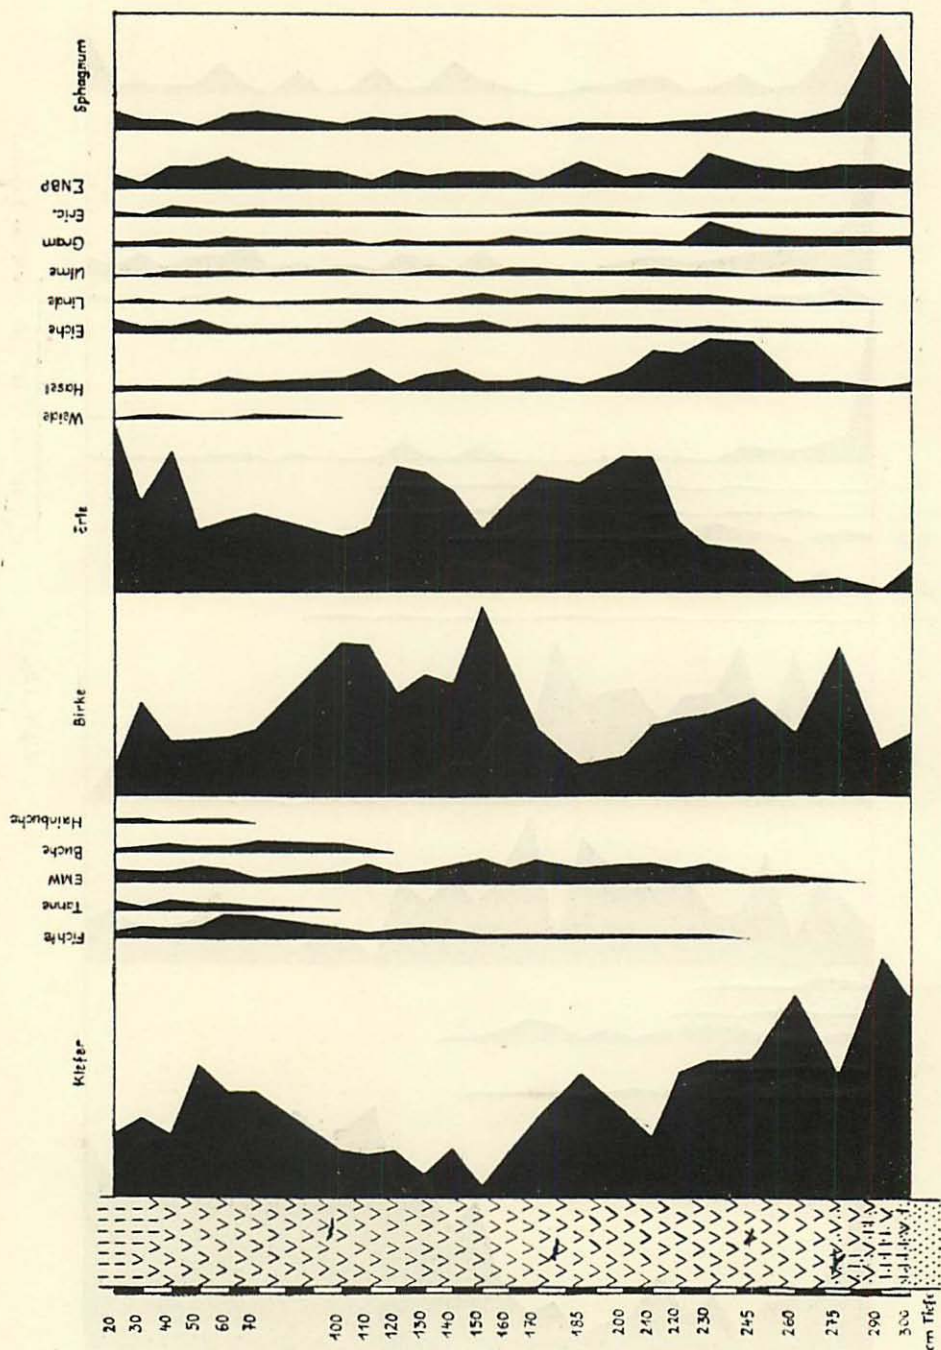 Sphagnum
ENBP
Eric.
Gram
Ulme
Linde
Eiche
Hasel
Weide
Erle
Birke
Hainbuche
Buche
EMW
Tanne
Fichte
Kiefer
20 30 40 50 60 70 100 110 120 130 140 150 160 170 185 200 210 220 230 245 260 275 290 300
cm Tiefe